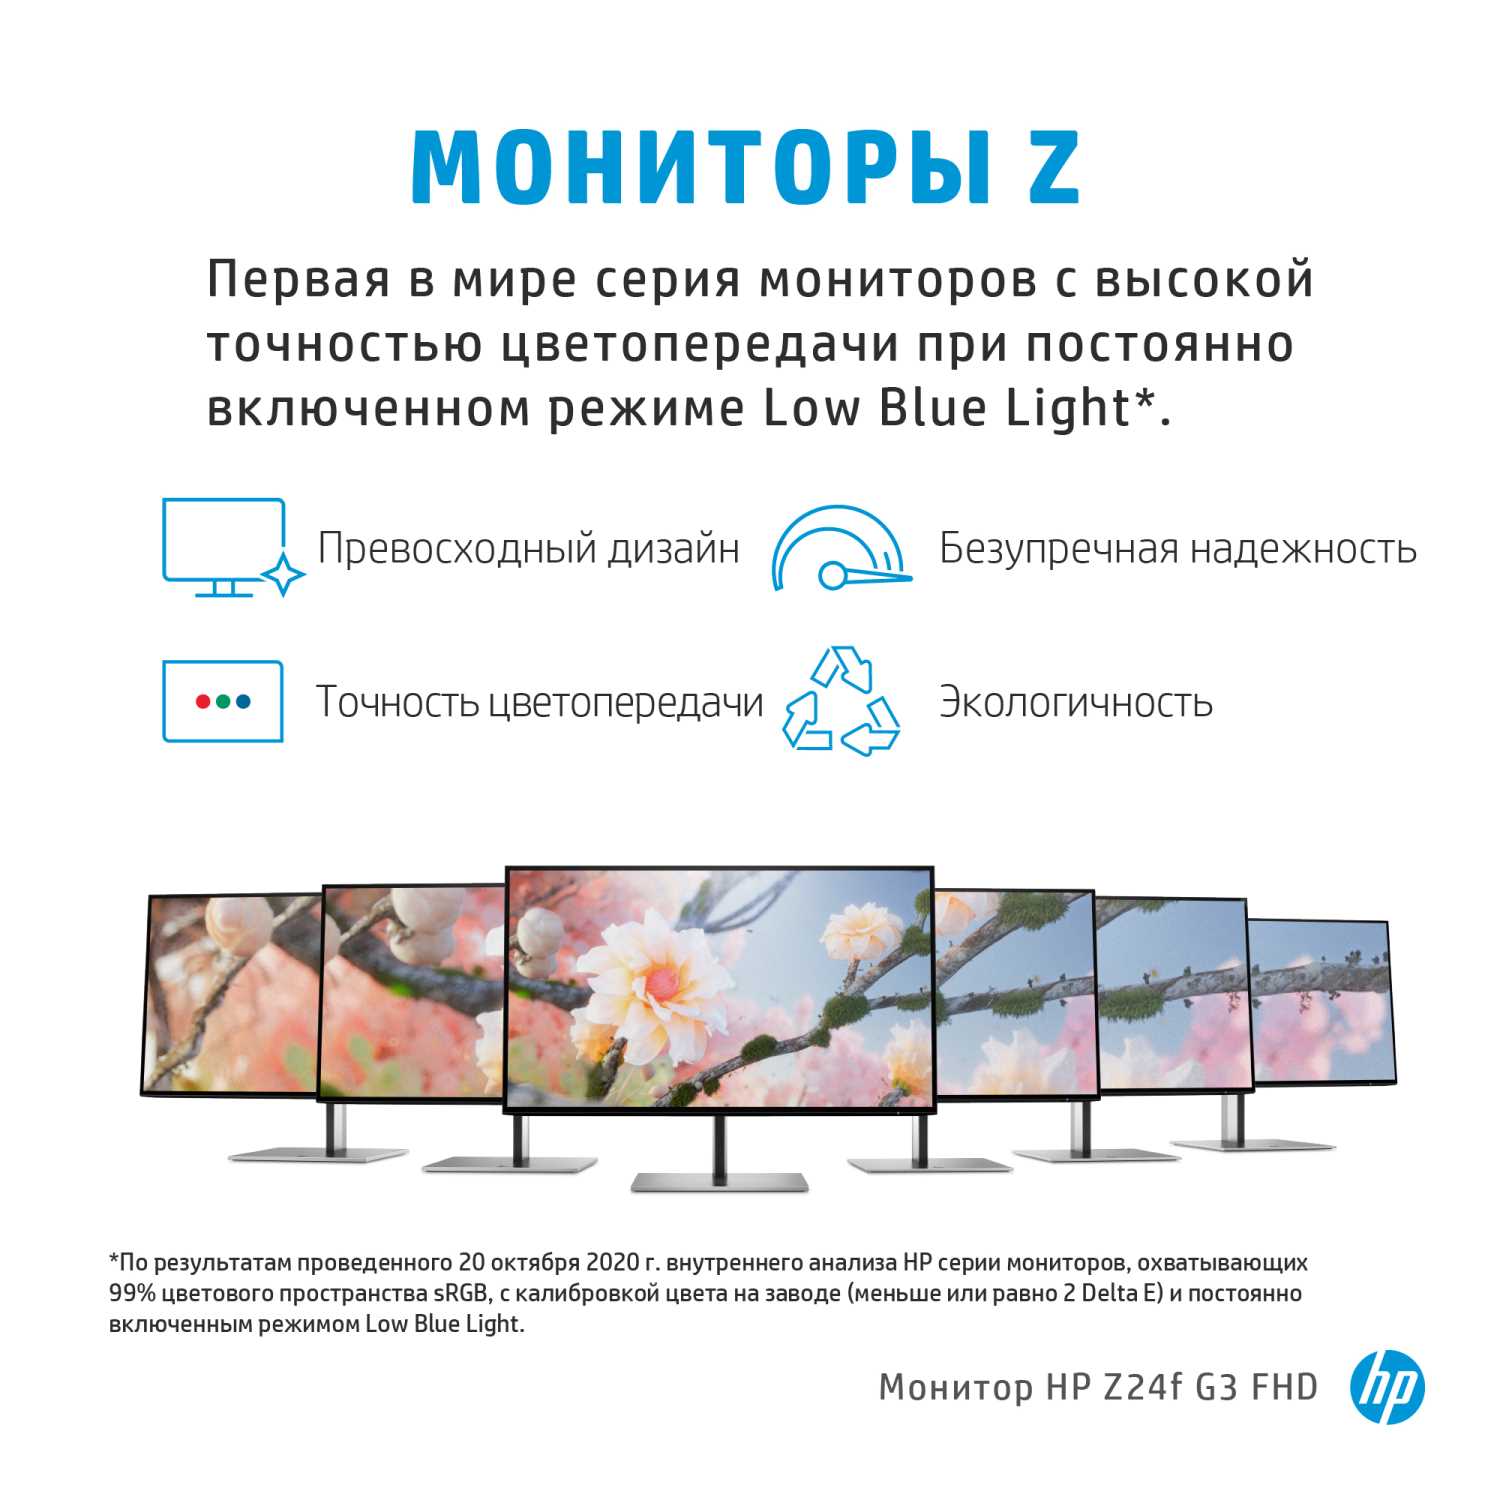 МОНИТОРЫ Z
Первая в мире серия мониторов с высокой
точностью цветопередачи при постоянно
включенном режиме Low Blue Light*.
Превосходный дизайн
Безупречная надежность
Точность цветопередачи
Экологичность
*По результатам проведенного 20 октября 2020 г. внутреннего анализа HP серии мониторов, охватывающих
99% цветового пространства sRGB, с калибровкой цвета на заводе (меньше или равно 2 Delta E) и постоянно
включенным режимом Low Blue Light.
Монитор HP Z24f G3 FHD
hp